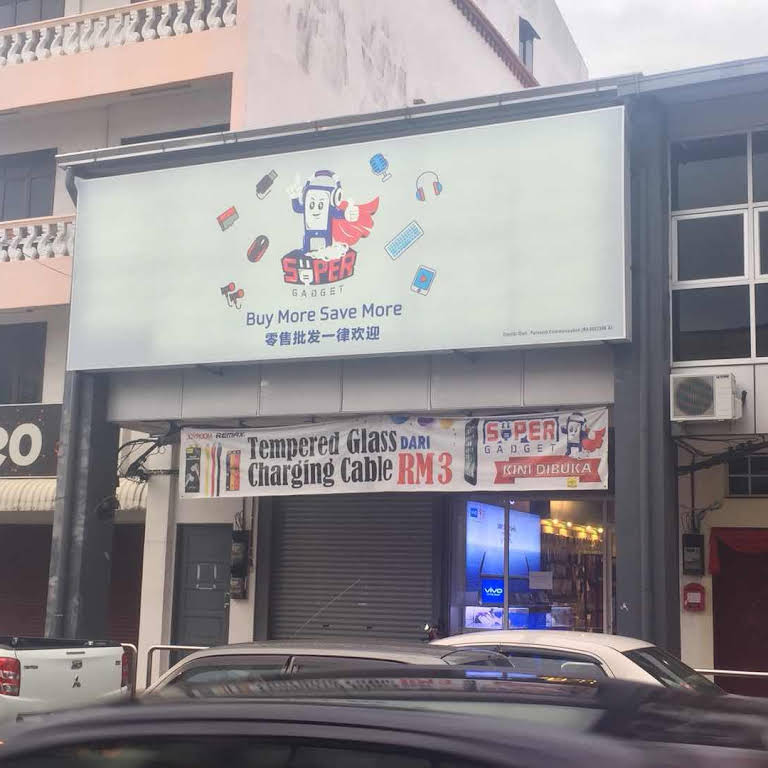 SUPER
GADGET
Buy More Save More
零售批发一律欢迎
JOYROOM REMAX
Tempered Glass
Charging Cable
DARI
RM3
SUPER
GADGET
KINI DIBUKA
vivo